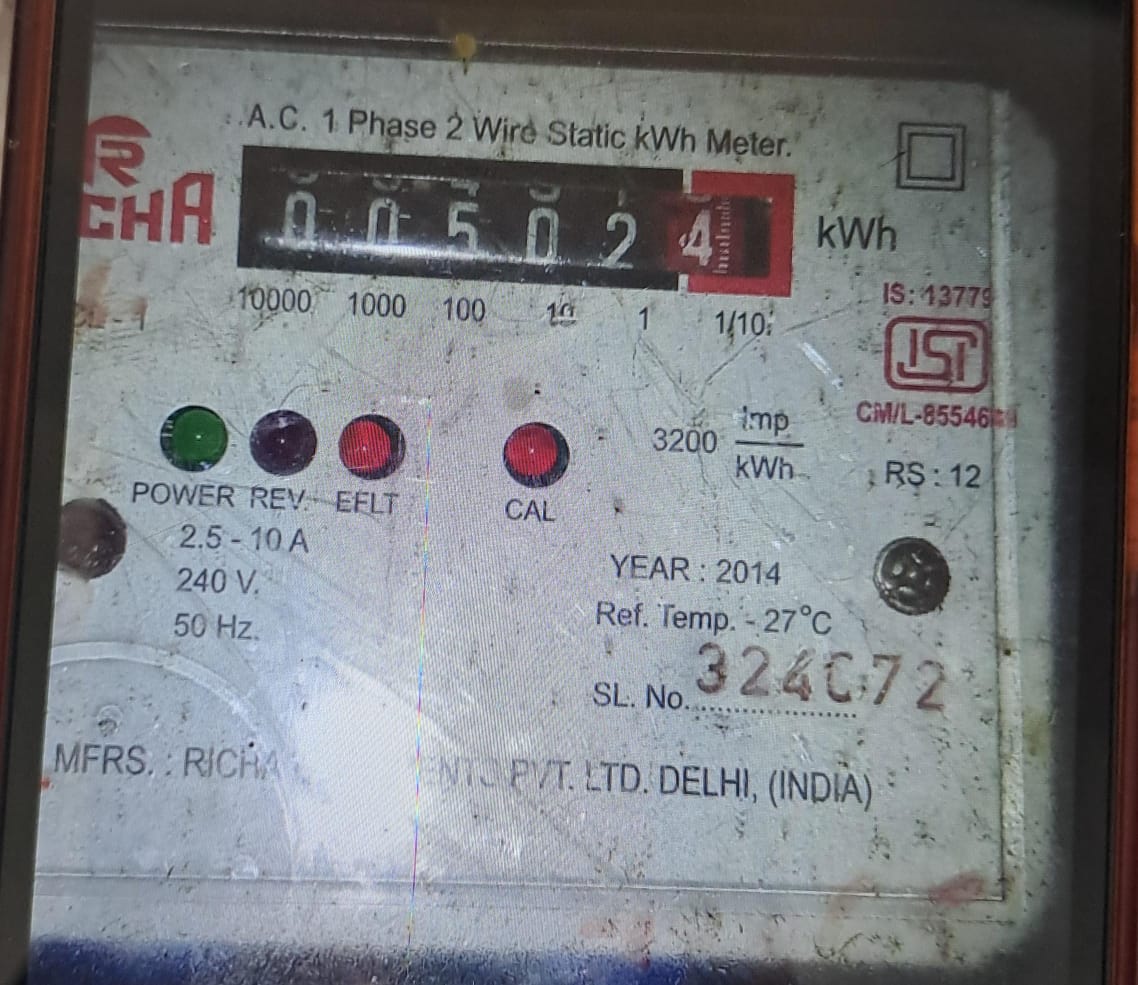 A.C. 1 Phase 2 Wire Static kWh Meter.
R
CHA
0 0 5 0 2 4 kWh
10000 1000 100 10 1 1/10
IS: 13779
ISI
CM/L-85546
3200 Imp
kWh
RS : 12
POWER REV. EFLT CAL
2.5 - 10 A
240 V.
50 Hz.
YEAR : 2014
Ref. Temp. - 27°C
SL. No. 324072
MFRS. : RICHA PVT. LTD. DELHI, (INDIA)